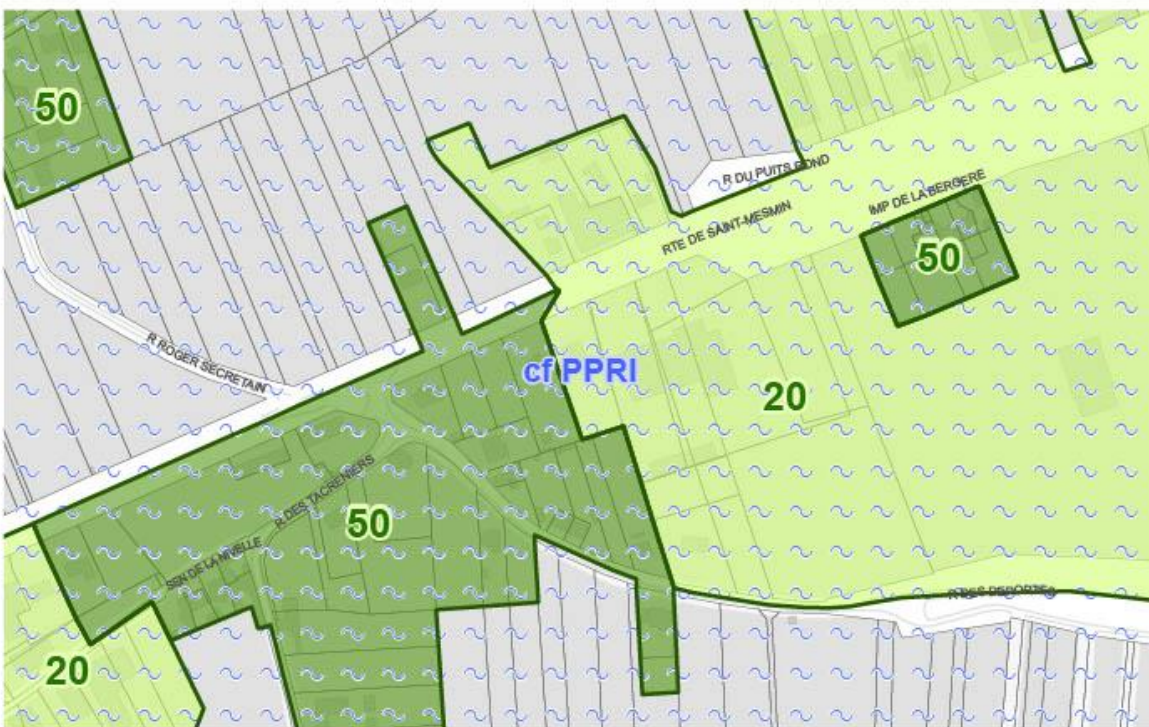 50
R DU PUITS ROND
IMP DE LA BERGERE
RTE DE SAINT-MESMIN
50
R ROGER SECRETAIN
cf PPRI
20
R DES TACRENIERS
50
SEN DE LA NIVELLE
R DES DEPORTES
20